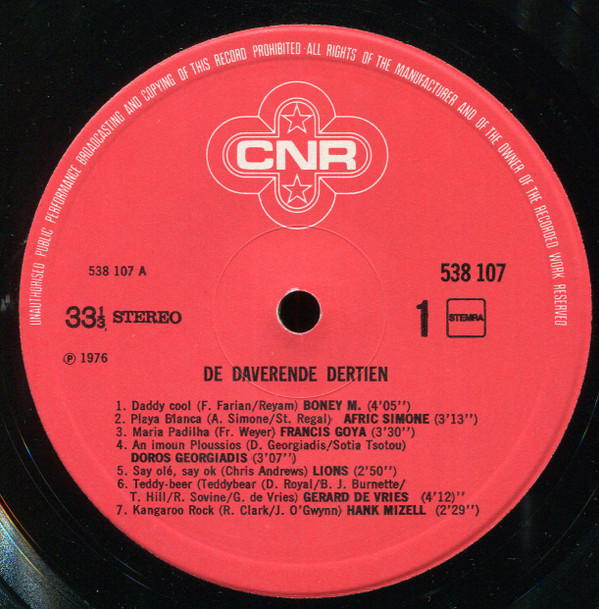 UNAUTHORISED PUBLIC PERFORMANCE BROADCASTING AND COPYING OF THIS RECORD PROHIBITED·ALL RIGHTS OF THE MANUFACTURER AND OF THE OWNER OF THE RECORDED WORK RESERVED
CNR
538 107 A
538 107
33⅓ STEREO
1
STEMRA
℗ 1976
DE DAVERENDE DERTIEN
1. Daddy cool (F. Farian/Reyam) BONEY M. (4'05'')
2. Playa Blanca (A. Simone/St. Regal) AFRIC SIMONE (3'13'')
3. Maria Padilha (Fr. Weyer) FRANCIS GOYA (3'30'')
4. An imoun Ploussios (D. Georgiadis/Sotia Tsotou)
DOROS GEORGIADIS (3'07'')
5. Say olé, say ok (Chris Andrews) LIONS (2'50'')
6. Teddy-beer (Teddybear (D. Royal/B. J. Burnette/
T. Hill/R. Sovine/G. de Vries) GERARD DE VRIES (4'12)''
7. Kangaroo Rock (R. Clark/J. O'Gwynn) HANK MIZELL (2'29'')